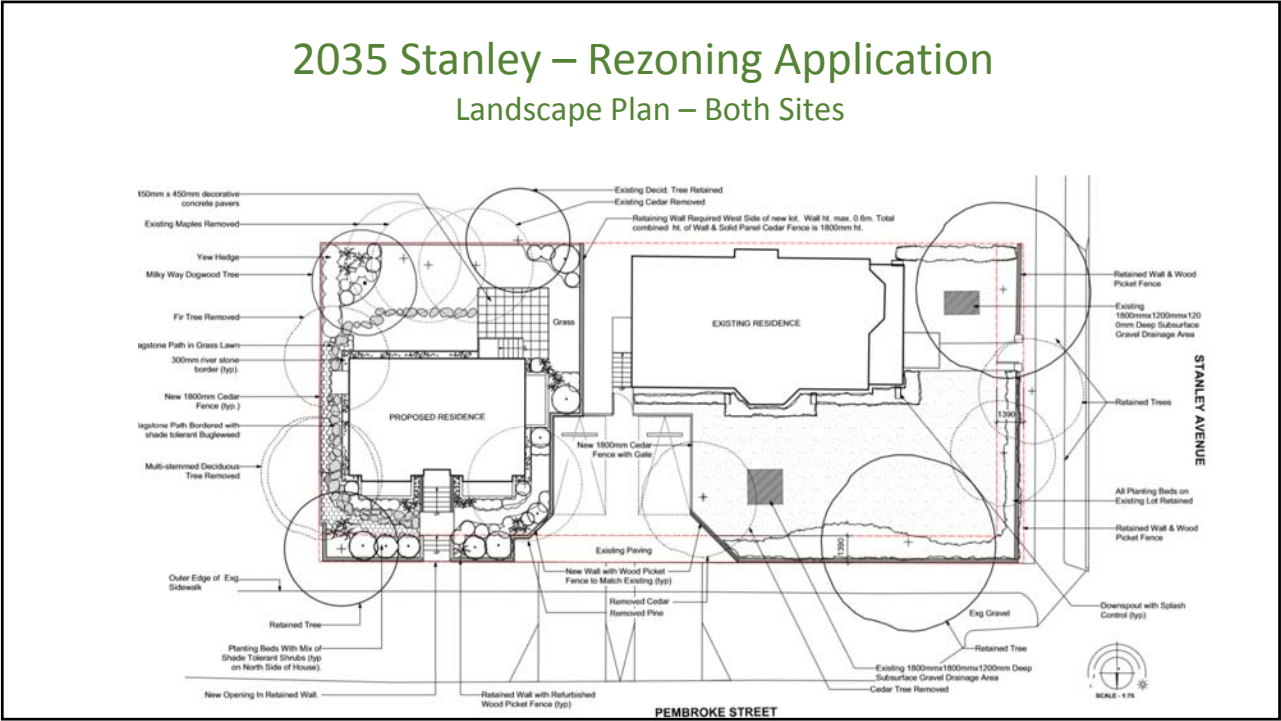 2035 Stanley – Rezoning Application
Landscape Plan – Both Sites
450mm x 450mm decorative
concrete pavers
Existing Maples Removed
Yew Hedge
Milky Way Dogwood Tree
Fir Tree Removed
agstone Path in Grass Lawn
300mm river stone
border (typ).
New 1800mm Cedar
Fence (typ.)
lagstone Path Bordered with
shade tolerant Bugleweed
Multi-stemmed Deciduous
Tree Removed
Outer Edge of Exg
Sidewalk
Retained Tree
Planting Beds With Mix of
Shade Tolerant Shrubs (typ
on North Side of House).
New Opening In Retained Wall.
Existing Decid. Tree Retained
Existing Cedar Removed
Retaining Wall Required West Side of new lot. Wall ht. max. 0.6m. Total
combined ht. of Wall & Solid Panel Cedar Fence is 1800mm ht.
Grass
PROPOSED RESIDENCE
EXISTING RESIDENCE
New 1800mm Cedar
Fence with Gate
Existing Paving
New Wall with Wood Picket
Fence to Match Existing (typ)
Removed Cedar
Removed Pine
Retained Wall with Refurbished
Wood Picket Fence (typ)
1390
1390
Retained Wall & Wood
Picket Fence
Existing
1800mmx1200mmx120
0mm Deep Subsurface
Gravel Drainage Area
STANLEY AVENUE
Retained Trees
All Planting Beds on
Existing Lot Retained
Retained Wall & Wood
Picket Fence
Downspout with Splash
Control (typ)
Exg Gravel
Retained Tree
Existing 1800mmx1800mmx1200mm Deep
Subsurface Gravel Drainage Area
Cedar Tree Removed
SCALE - 1:75
PEMBROKE STREET